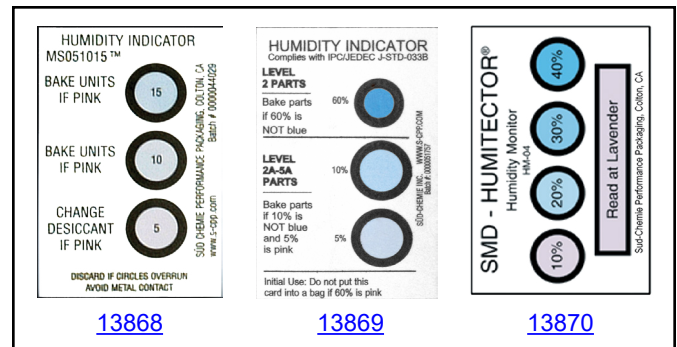 HUMIDITY INDICATOR
MS051015™
BAKE UNITS
IF PINK
15
BAKE UNITS
IF PINK
10
CHANGE
DESICCANT
IF PINK
5
DISCARD IF CIRCLES OVERRUN
AVOID METAL CONTACT
SÜD CHEMIE PERFORMANCE PACKAGING, COLTON, CA
www.s-cpp.com
Batch# 0000044029
13868
HUMIDITY INDICATOR
Complies with IPC/JEDEC J-STD-033B
LEVEL
2 PARTS
Bake parts
if 60% is
NOT blue
60%
LEVEL
2A-5A
PARTS
Bake parts
if 10% is
NOT blue
and 5%
is pink
10%
5%
SÜD-CHEMIE INC. WWW.S-CPP.COM
Initial Use: Do not put this
card into a bag if 60% is pink
13869
SMD - HUMITECTOR®
Humidity Monitor
HM-04
10%
20%
30%
40%
Read at Lavender
Sud-Chemie Performance Packaging, Colton, CA
13870